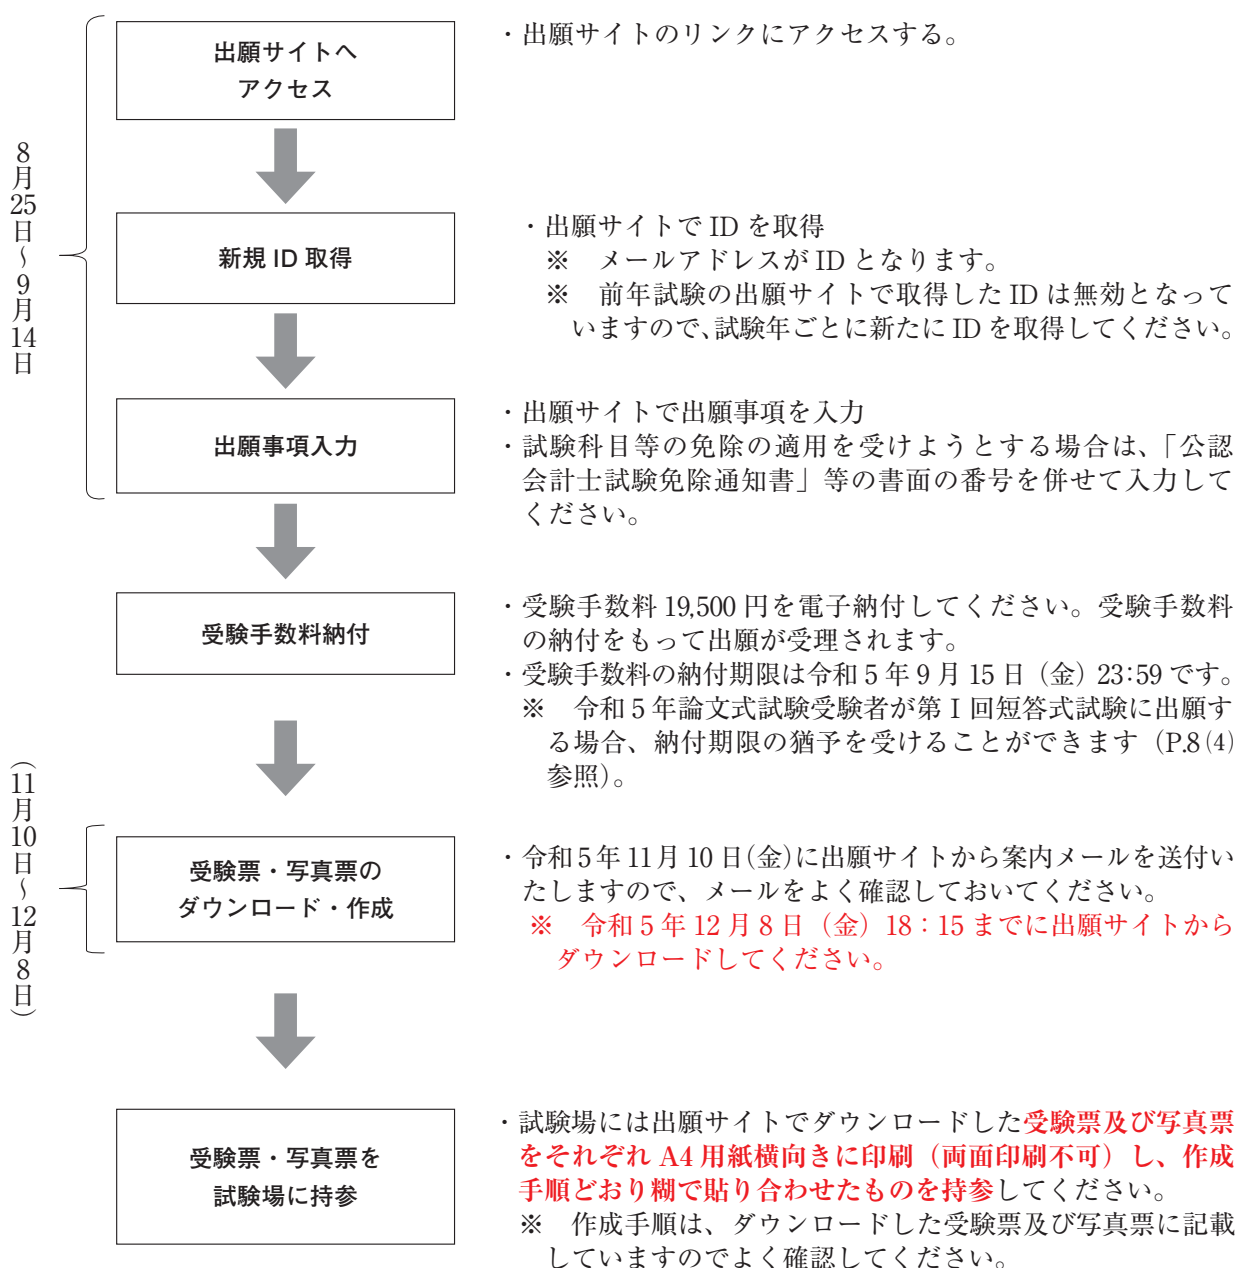 8月25日～9月14日
出願サイトへ
アクセス
・出願サイトのリンクにアクセスする。
新規 ID 取得
・出願サイトで ID を取得
※　メールアドレスが ID となります。
※　前年試験の出願サイトで取得した ID は無効となって
いますので、試験年ごとに新たに ID を取得してください。
出願事項入力
・出願サイトで出願事項を入力
・試験科目等の免除の適用を受けようとする場合は、「公認
会計士試験免除通知書」等の書面の番号を併せて入力して
ください。
受験手数料納付
・受験手数料 19,500 円を電子納付してください。受験手数料
の納付をもって出願が受理されます。
・受験手数料の納付期限は令和 5 年 9 月 15 日（金）23:59 です。
※　令和 5 年論文式試験受験者が第Ⅰ回短答式試験に出願す
る場合、納付期限の猶予を受けることができます（P.8⑷
参照）。
（11月10日～12月8日）
受験票・写真票の
ダウンロード・作成
・令和 5 年 11 月 10 日（金）に出願サイトから案内メールを送付い
たしますので、メールをよく確認しておいてください。
※　令和 5 年 12 月 8 日（金）18：15 までに出願サイトから
ダウンロードしてください。
受験票・写真票を
試験場に持参
・試験場には出願サイトでダウンロードした受験票及び写真票
をそれぞれ A4 用紙横向きに印刷（両面印刷不可）し、作成
手順どおり糊で貼り合わせたものを持参してください。
※　作成手順は、ダウンロードした受験票及び写真票に記載
していますのでよく確認してください。